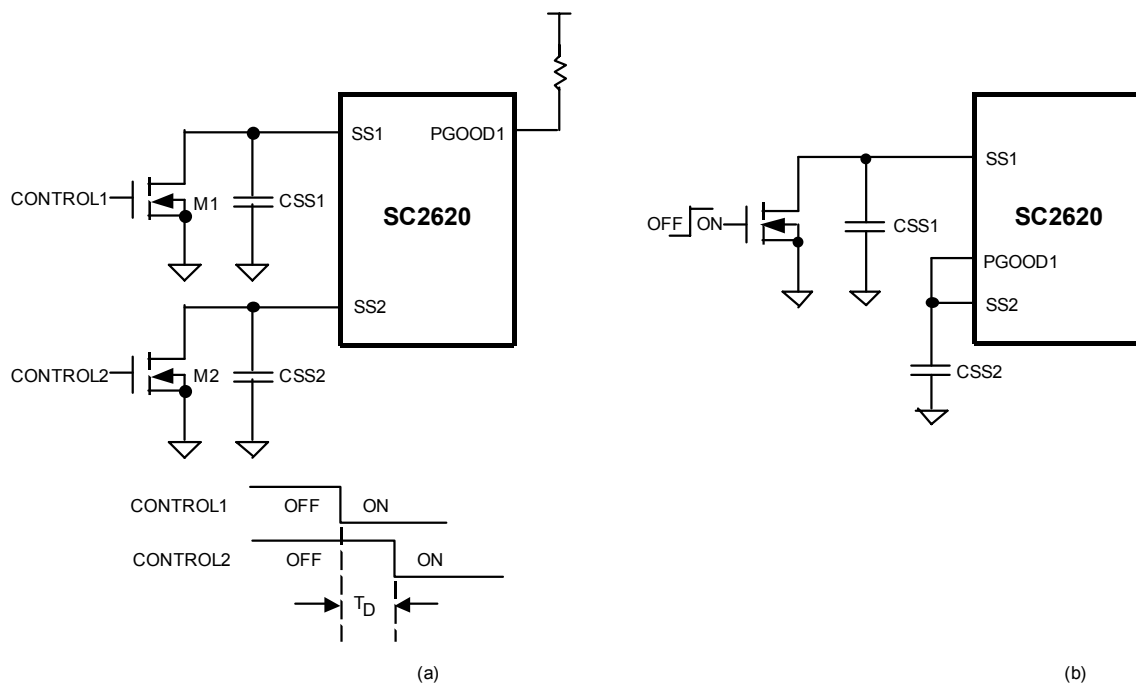 SS1 PGOOD1
CONTROL1 M1 CSS1
SC2620
SS2
CONTROL2 M2 CSS2
CONTROL1 OFF ON
CONTROL2 OFF ON
TD
(a)
SS1
SC2620
OFF ON CSS1
PGOOD1
SS2
CSS2
(b)